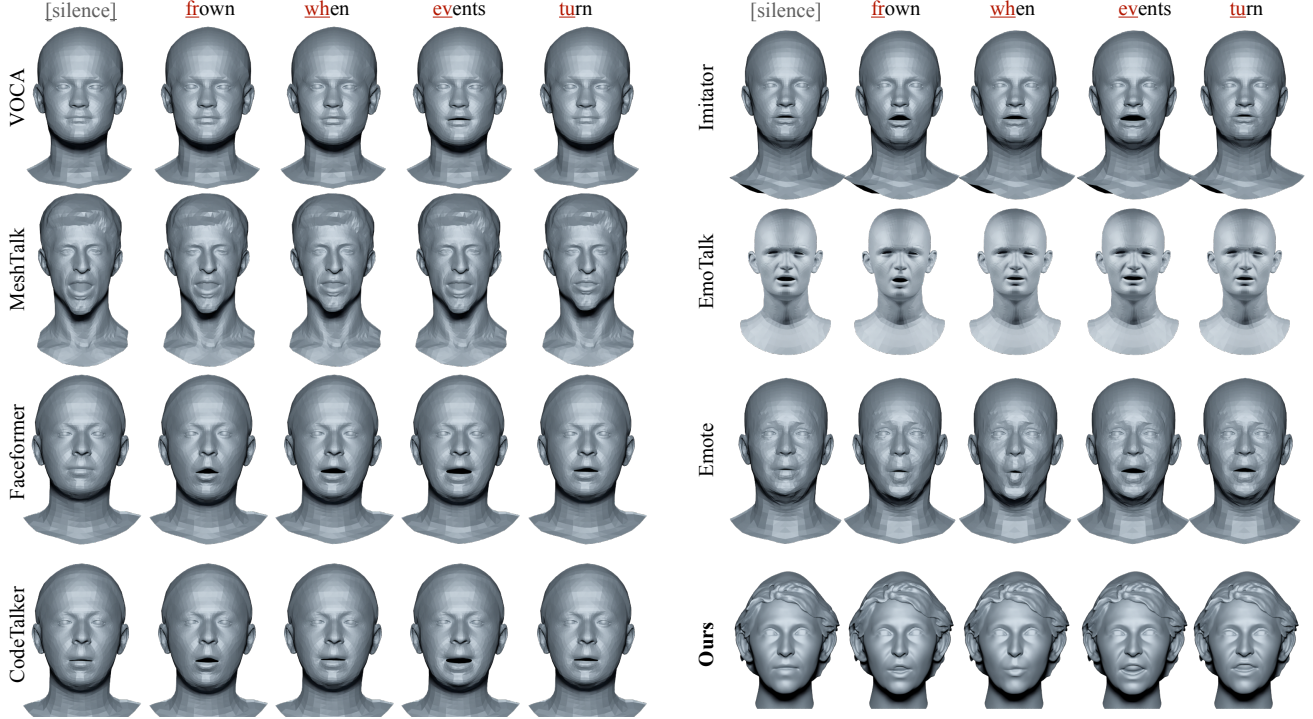 [silence] frown when events turn
VOCA
MeshTalk
Faceformer
CodeTalker
[silence] frown when events turn
Imitator
EmoTalk
Emote
Ours